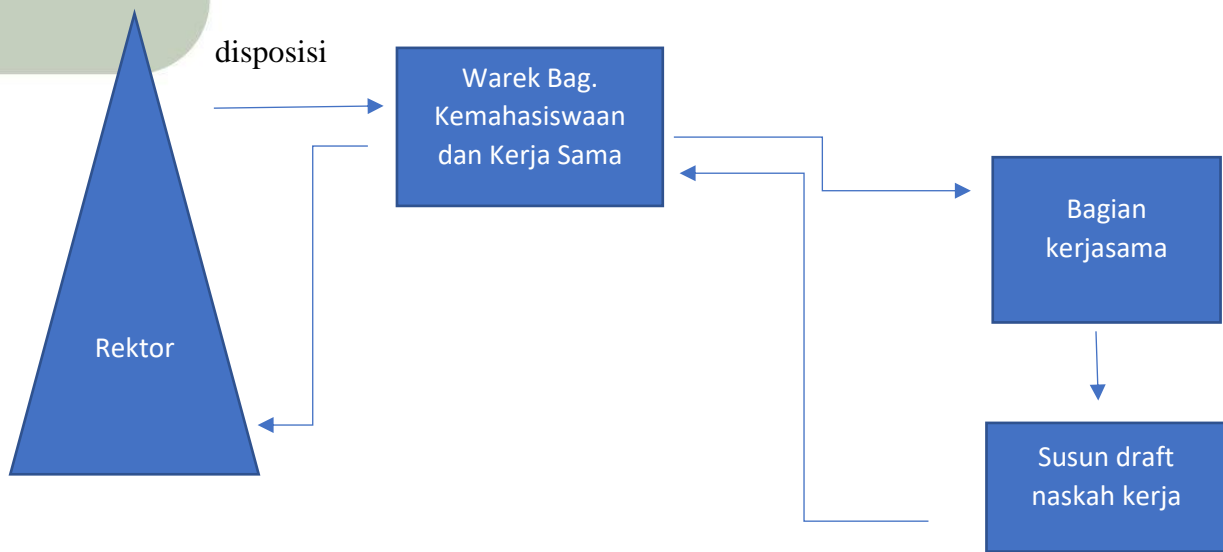 disposisi
Warek Bag.
Kemahasiswaan
dan Kerja Sama
Bagian
kerjasama
Rektor
Susun draft
naskah kerja